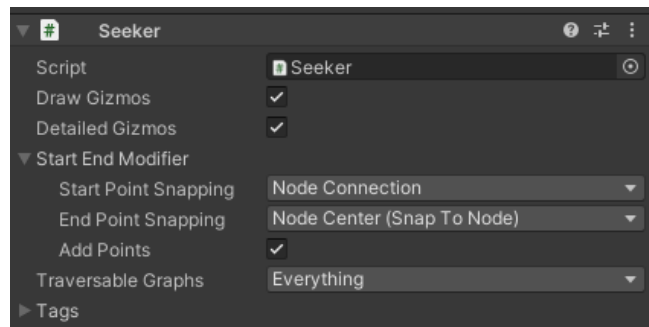 Seeker
Script Seeker
Draw Gizmos
Detailed Gizmos
Start End Modifier
Start Point Snapping Node Connection
End Point Snapping Node Center (Snap To Node)
Add Points
Traversable Graphs Everything
Tags